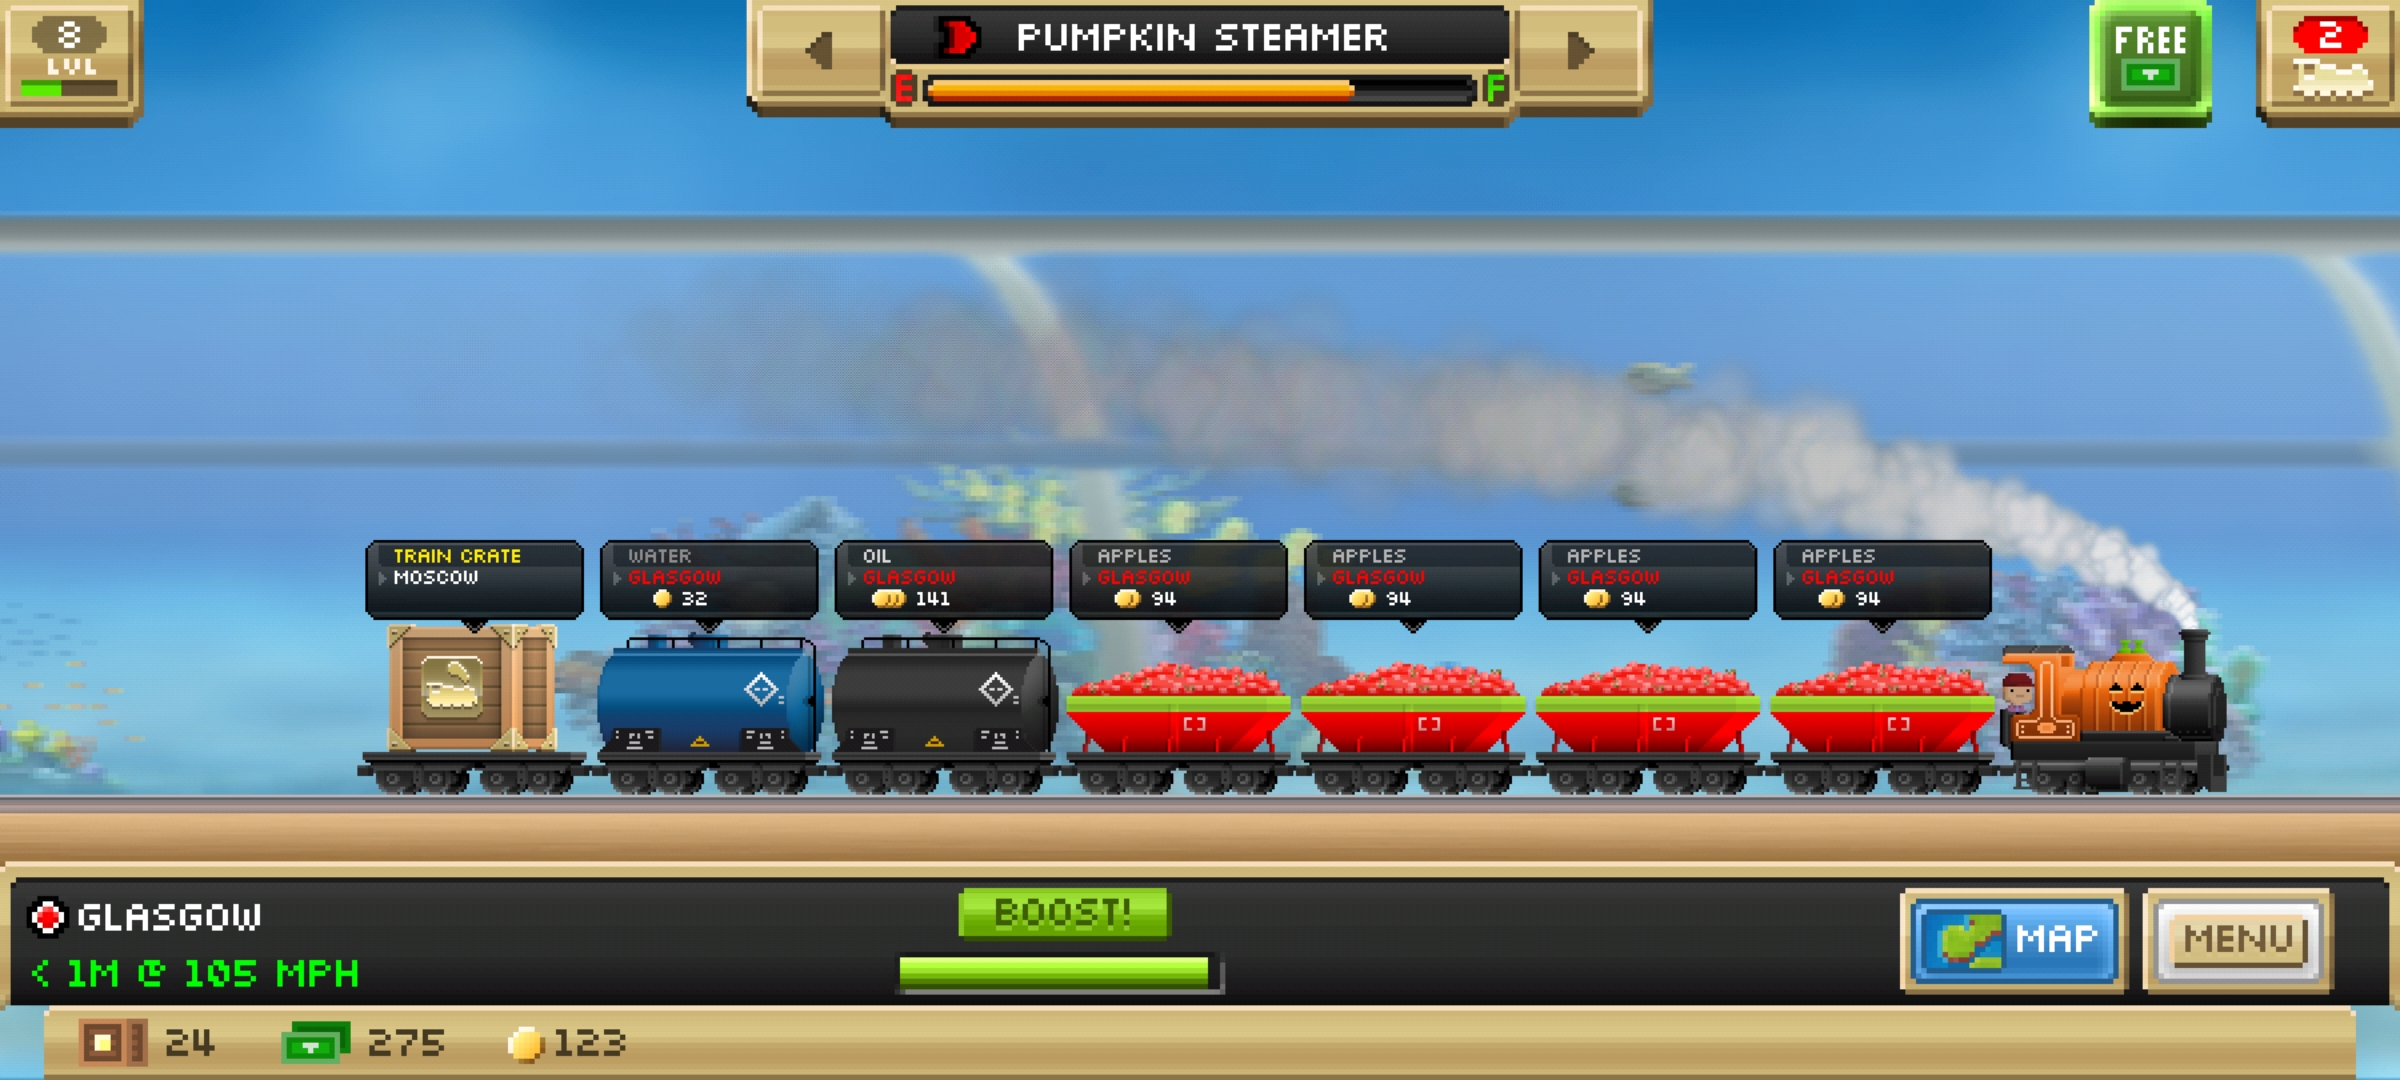 8
LVL
PUMPKIN STEAMER
E F
FREE
2
TRAIN CRATE
MOSCOW
WATER
GLASGOW
32
OIL
GLASGOW
141
APPLES
GLASGOW
94
APPLES
GLASGOW
94
APPLES
GLASGOW
94
APPLES
GLASGOW
94
GLASGOW
< 1M @ 105 MPH
BOOST!
MAP
MENU
24
275
123